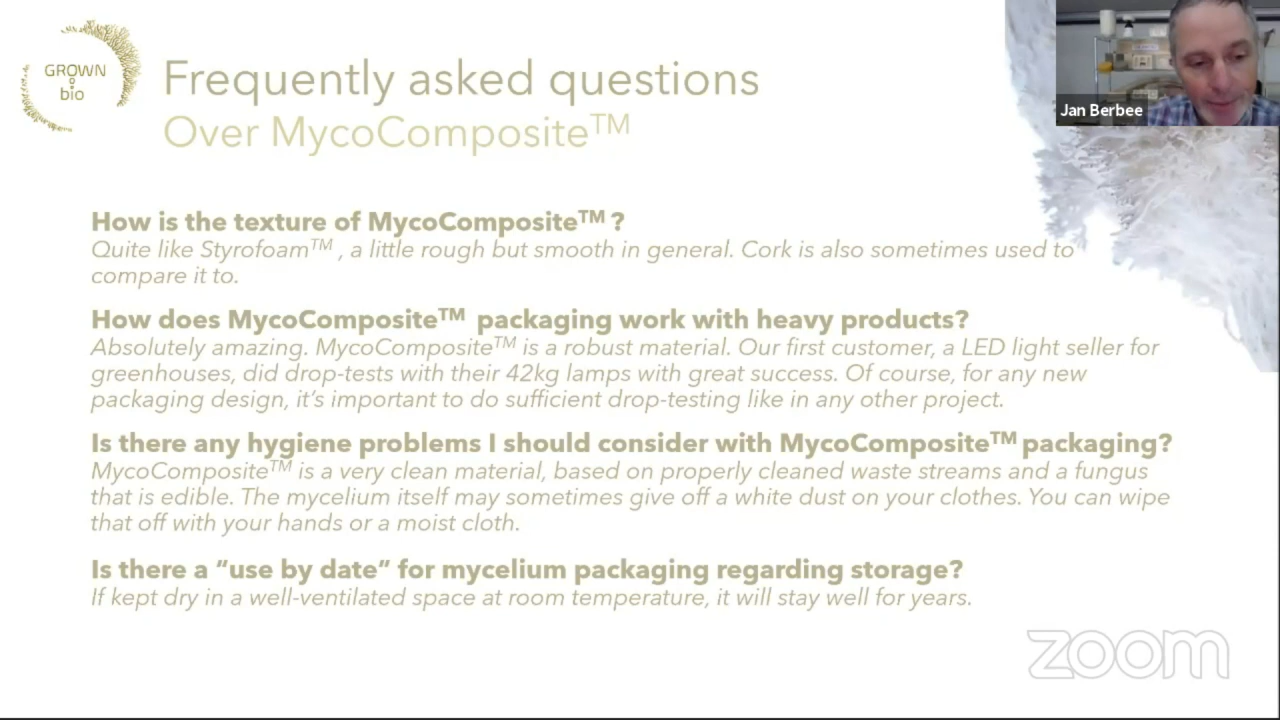 GROWN
bio
Frequently asked questions
Over MycoComposite™
Jan Berbee
How is the texture of MycoComposite™ ?
Quite like Styrofoam™ , a little rough but smooth in general. Cork is also sometimes used to
compare it to.
How does MycoComposite™ packaging work with heavy products?
Absolutely amazing. MycoComposite™ is a robust material. Our first customer, a LED light seller for
greenhouses, did drop-tests with their 42kg lamps with great success. Of course, for any new
packaging design, it’s important to do sufficient drop-testing like in any other project.
Is there any hygiene problems I should consider with MycoComposite™ packaging?
MycoComposite™ is a very clean material, based on properly cleaned waste streams and a fungus
that is edible. The mycelium itself may sometimes give off a white dust on your clothes. You can wipe
that off with your hands or a moist cloth.
Is there a “use by date” for mycelium packaging regarding storage?
If kept dry in a well-ventilated space at room temperature, it will stay well for years.
zoom